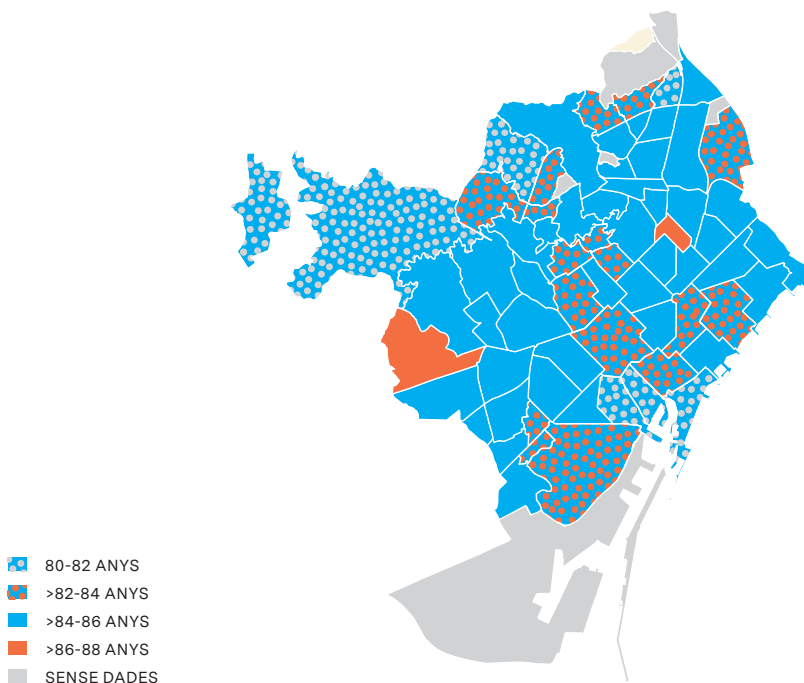 80-82 ANYS
>82-84 ANYS
>84-86 ANYS
>86-88 ANYS
SENSE DADES